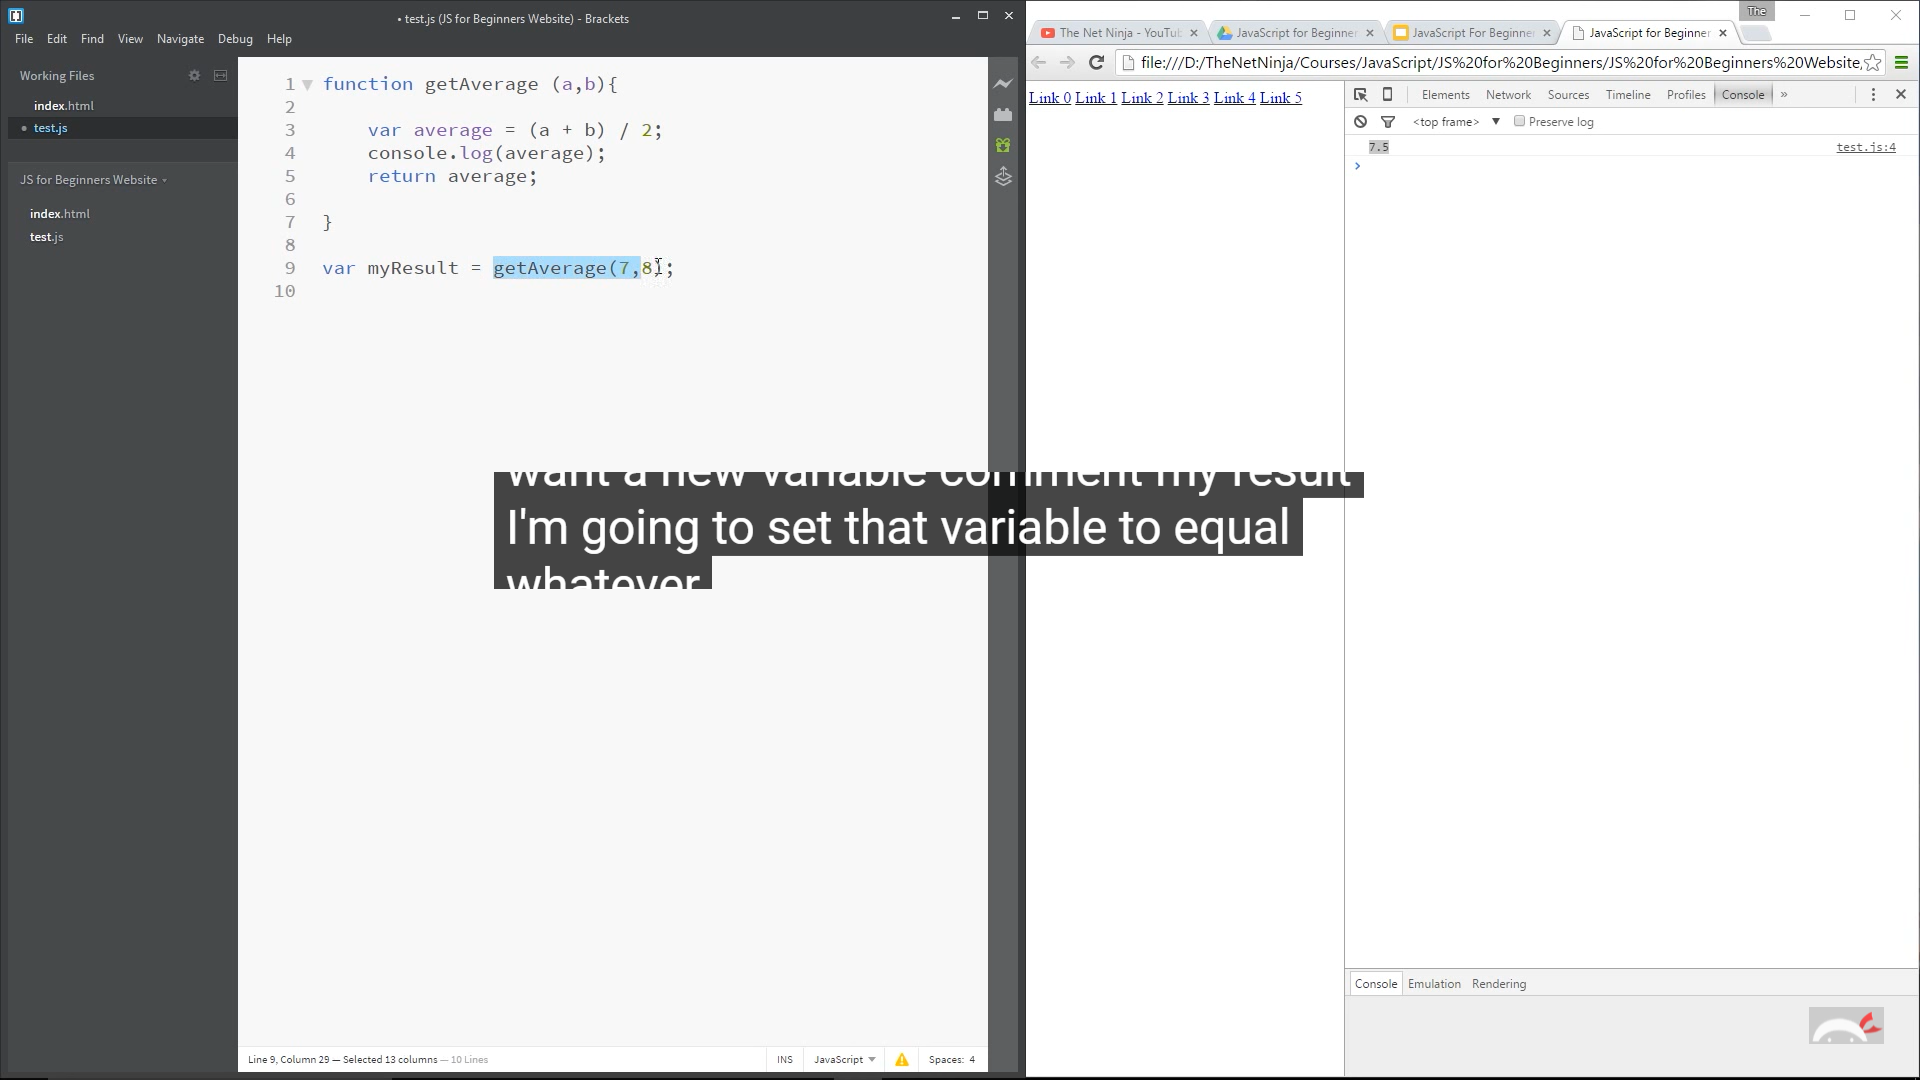 • test.js (JS for Beginners Website) - Brackets
File Edit Find View Navigate Debug Help
Working Files
index.html
• test.js
JS for Beginners Website
index.html
test.js
1 function getAverage (a,b){
2
3 var average = (a + b) / 2;
4 console.log(average);
5 return average;
6
7 }
8
9 var myResult = getAverage(7,8);
10
want a new variable comment my result
I'm going to set that variable to equal
whatever
Line 9, Column 29 — Selected 13 columns — 10 Lines
INS JavaScript Spaces: 4
The
The Net Ninja - YouTub
JavaScript for Beginner
JavaScript For Beginner
JavaScript for Beginner
file:///D:/TheNetNinja/Courses/JavaScript/JS%20for%20Beginners/JS%20for%20Beginners%20Website,
Link 0 Link 1 Link 2 Link 3 Link 4 Link 5
Elements Network Sources Timeline Profiles Console »
<top frame> ▼ Preserve log
7.5 test.js:4
>
Console Emulation Rendering